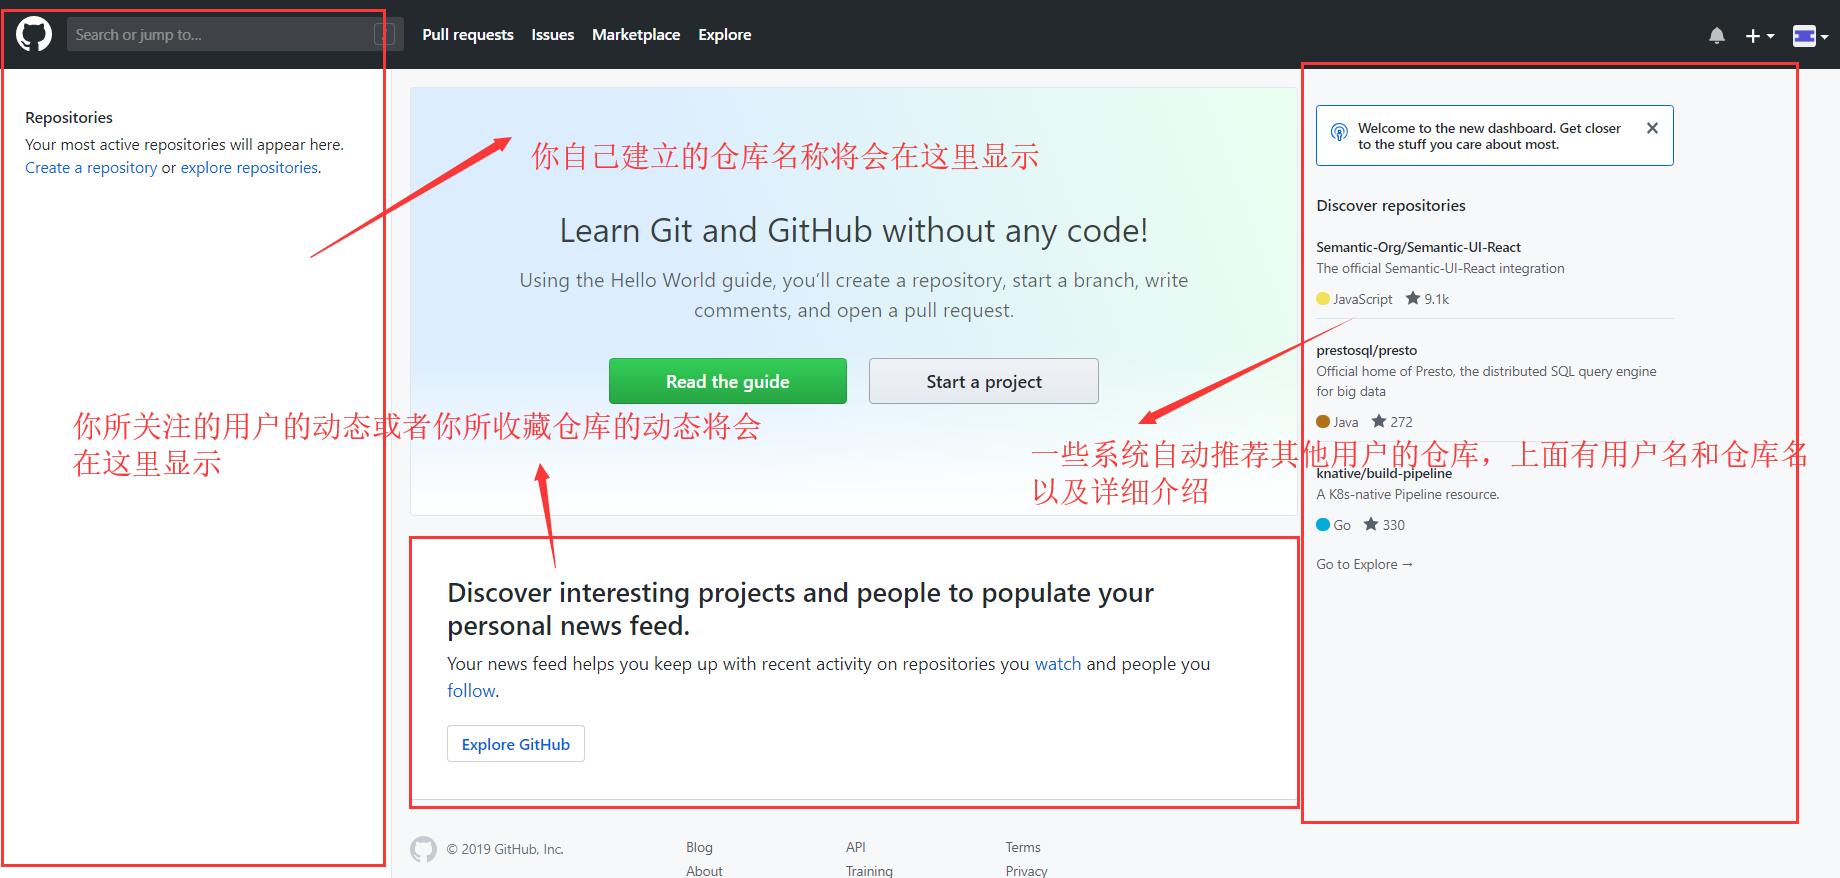 Search or jump to...
/
Pull requests
Issues
Marketplace
Explore
Repositories
Your most active repositories will appear here.
Create a repository or explore repositories.
你自己建立的仓库名称将会在这里显示
Learn Git and GitHub without any code!
Using the Hello World guide, you’ll create a repository, start a branch, write
comments, and open a pull request.
Read the guide
Start a project
你所关注的用户的动态或者你所收藏仓库的动态将会
在这里显示
Discover interesting projects and people to populate your
personal news feed.
Your news feed helps you keep up with recent activity on repositories you watch and people you
follow.
Explore GitHub
Welcome to the new dashboard. Get closer
to the stuff you care about most.
Discover repositories
Semantic-Org/Semantic-UI-React
The official Semantic-UI-React integration
JavaScript 9.1k
prestosql/presto
Official home of Presto, the distributed SQL query engine
for big data
Java 272
一些系统自动推荐其他用户的仓库，上面有用户名和仓库名
以及详细介绍
knative/build-pipeline
A K8s-native Pipeline resource.
Go 330
Go to Explore →
© 2019 GitHub, Inc.
Blog
About
API
Training
Terms
Privacy